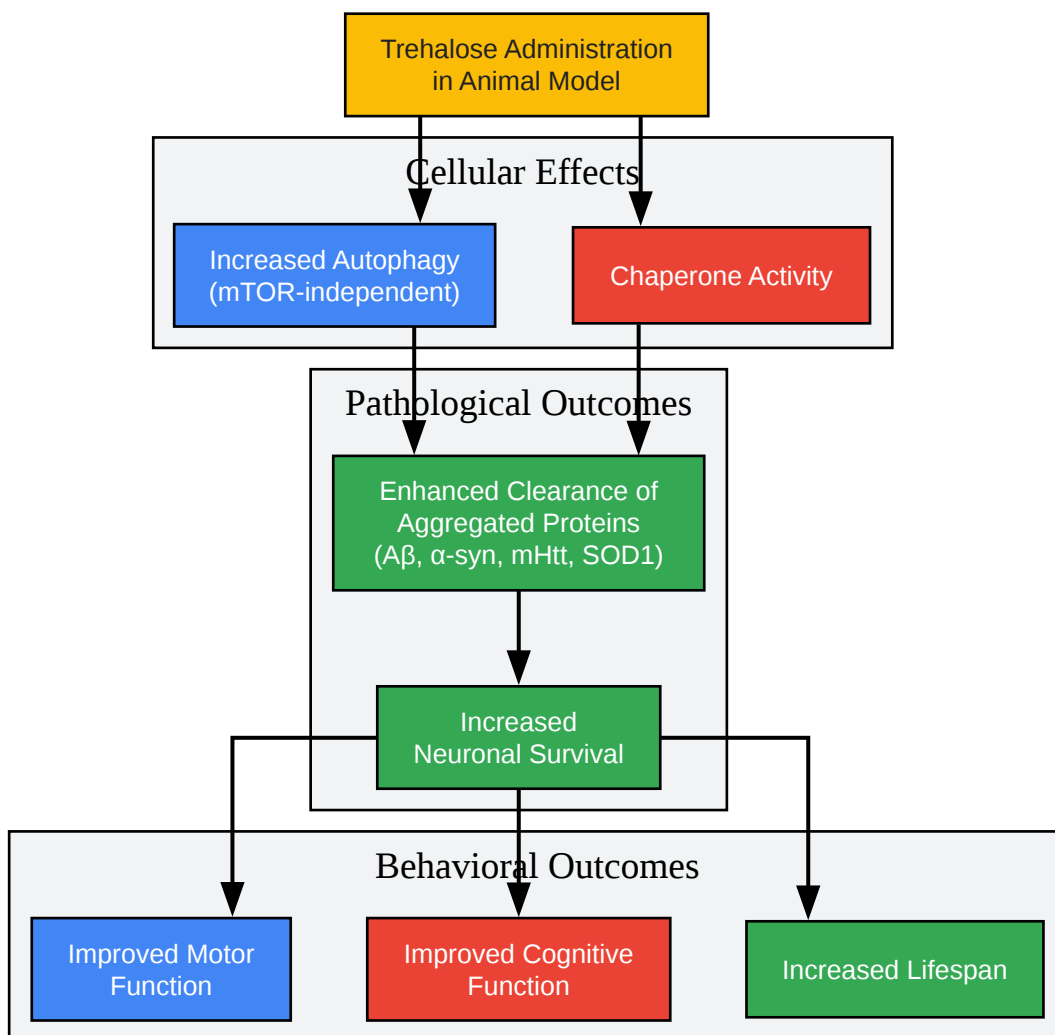 Trehalose Administration
in Animal Model
Cellular Effects
Increased Autophagy
(mTOR-independent)
Chaperone Activity
Pathological Outcomes
Enhanced Clearance of
Aggregated Proteins
(Aβ, α-syn, mHtt, SOD1)
Increased
Neuronal Survival
Behavioral Outcomes
Improved Motor
Function
Improved Cognitive
Function
Increased Lifespan